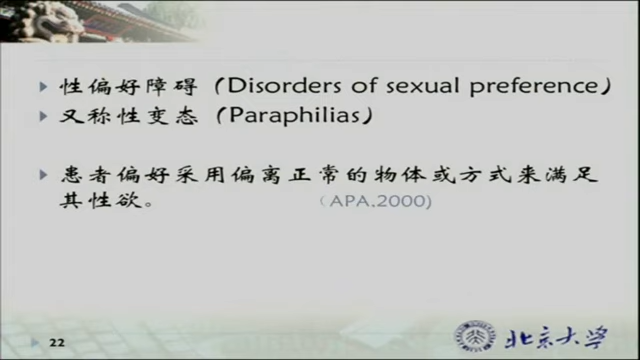 性偏好障碍（Disorders of sexual preference）
又称性变态（Paraphilias）
患者偏好采用偏离正常的物体或方式来满足
其性欲。 （APA,2000)
22
北京大学